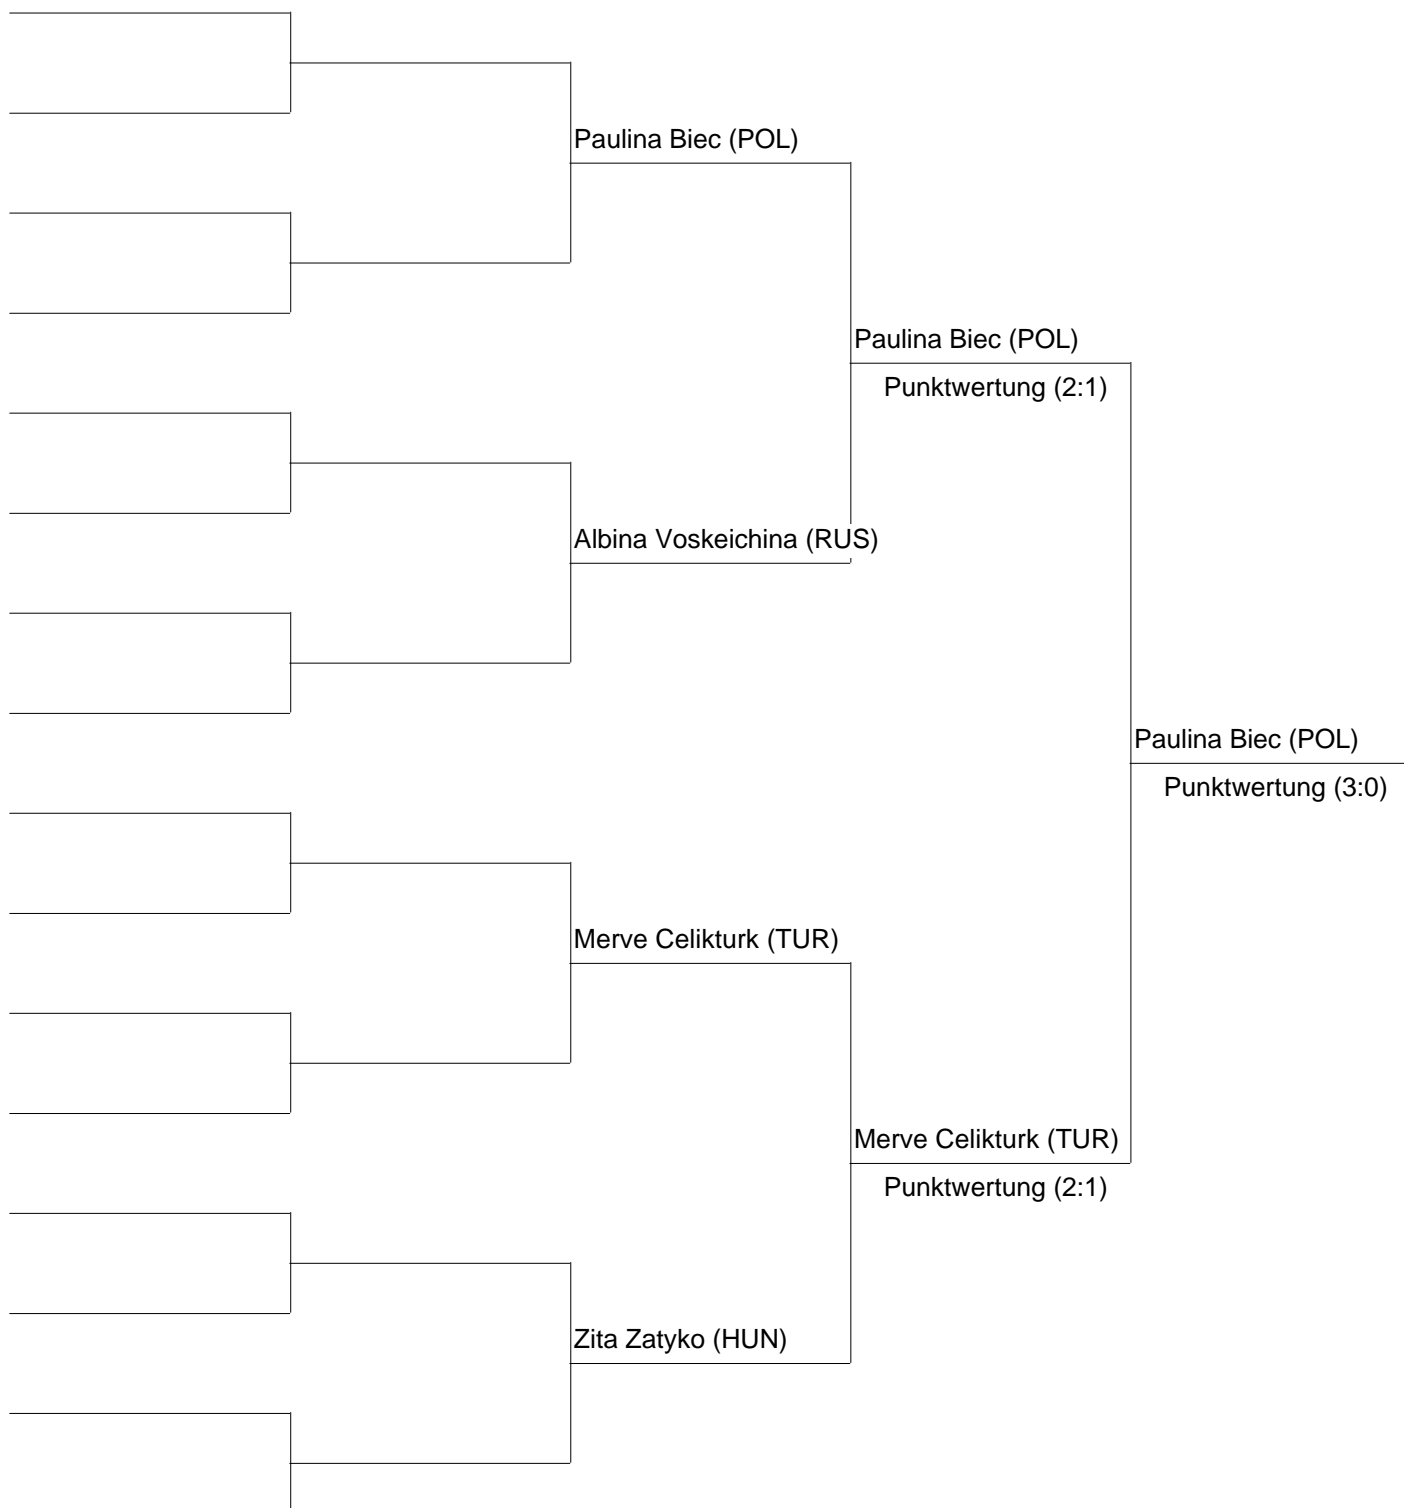 Paulina Biec (POL)
Paulina Biec (POL)
Punktwertung (2:1)
Albina Voskeichina (RUS)
Paulina Biec (POL)
Punktwertung (3:0)
Merve Celikturk (TUR)
Merve Celikturk (TUR)
Punktwertung (2:1)
Zita Zatyko (HUN)